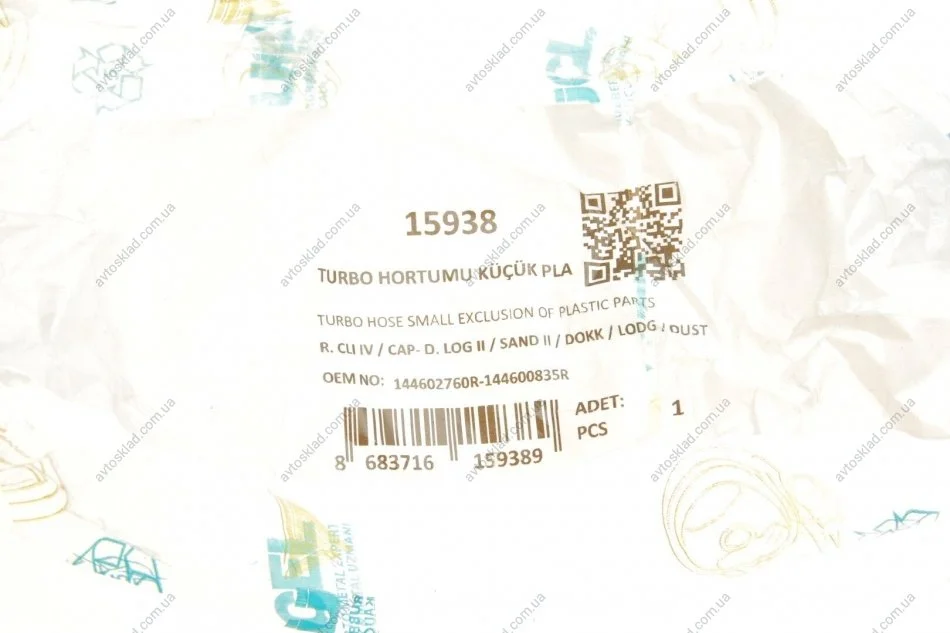 15938
TURBO HORTUMU KÜÇÜK PLA
TURBO HOSE SMALL EXCLUSION OF PLASTIC PARTS
R. CLI IV / CAP- D. LOG II / SAND II / DOKK / LODG / DUST
OEM NO: 144602760R-144600835R
ADET: 1
PCS
8 683716 159389
avtosklad.com.ua